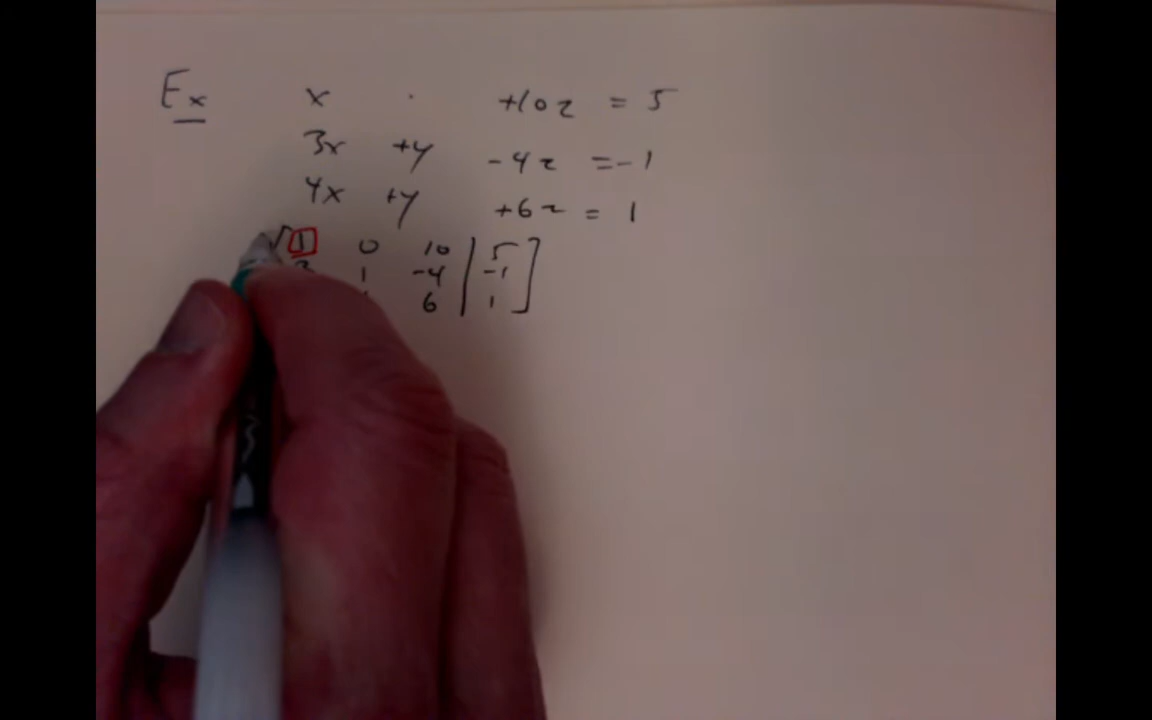 Ex x . +10z = 5
3x +y -4z = -1
4x +y +6z = 1
[ 1 0 10 | 5 ]
1 -4 | -1
6 | 1